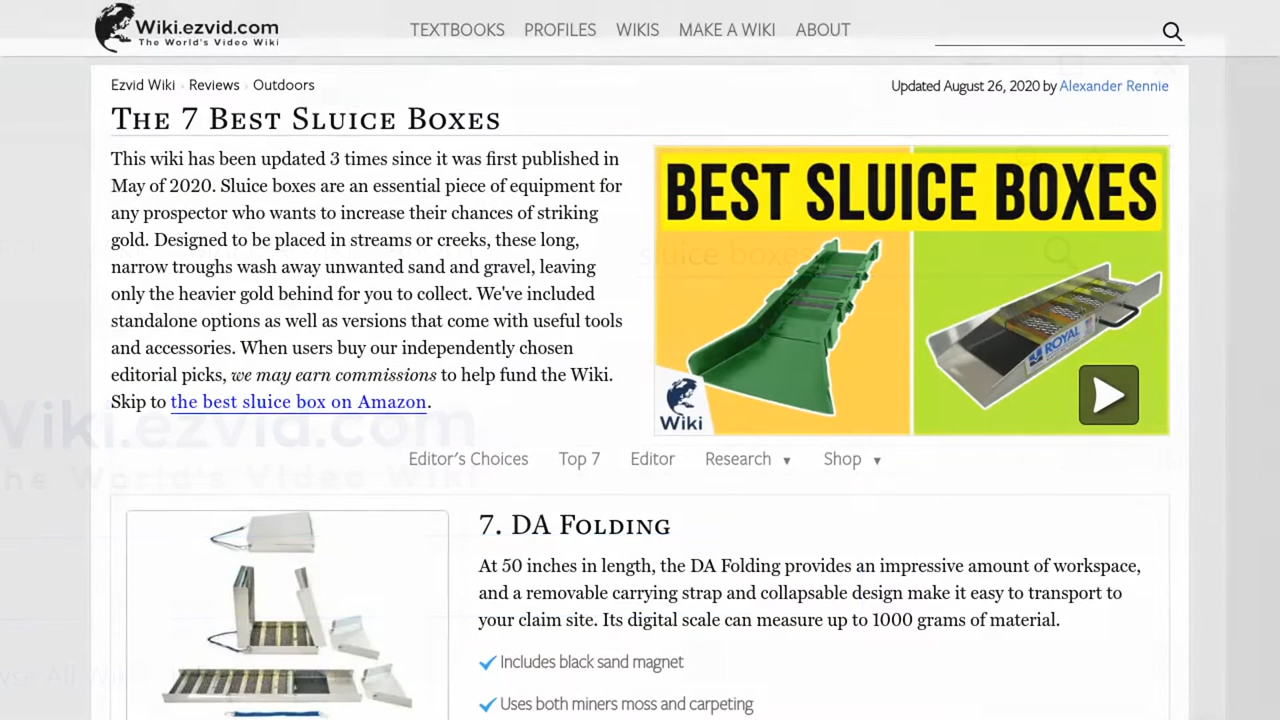 Wiki.ezvid.com
The World's Video Wiki
TEXTBOOKS PROFILES WIKIS MAKE A WIKI ABOUT
Ezvid Wiki › Reviews › Outdoors
Updated August 26, 2020 by Alexander Rennie
The 7 Best Sluice Boxes
This wiki has been updated 3 times since it was first published in
May of 2020. Sluice boxes are an essential piece of equipment for
any prospector who wants to increase their chances of striking
gold. Designed to be placed in streams or creeks, these long,
narrow troughs wash away unwanted sand and gravel, leaving
only the heavier gold behind for you to collect. We've included
standalone options as well as versions that come with useful tools
and accessories. When users buy our independently chosen
editorial picks, we may earn commissions to help fund the Wiki.
Skip to the best sluice box on Amazon.
BEST SLUICE BOXES
ROYAL
Wiki
sluice boxes
Wiki.ezvid.com
he World's Video Wiki
Editor's Choices Top 7 Editor Research ▼ Shop ▼
7. DA Folding
At 50 inches in length, the DA Folding provides an impressive amount of workspace,
and a removable carrying strap and collapsable design make it easy to transport to
your claim site. Its digital scale can measure up to 1000 grams of material.
Includes black sand magnet
Uses both miners moss and carpeting